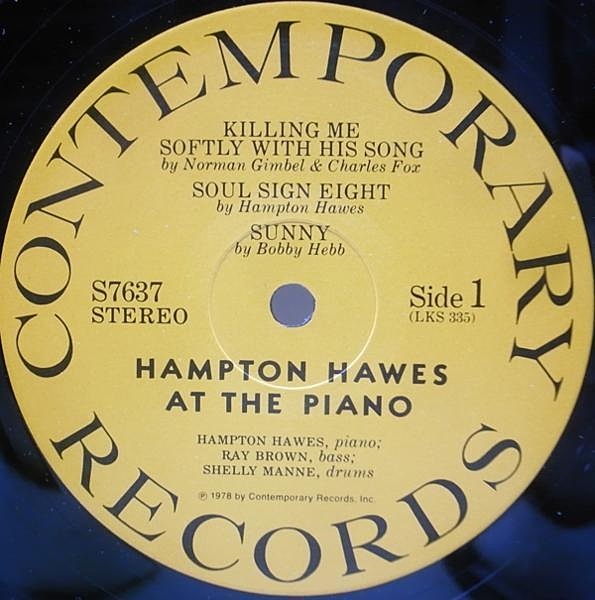 CONTEMPORARY
KILLING ME
SOFTLY WITH HIS SONG
by Norman Gimbel & Charles Fox
SOUL SIGN EIGHT
by Hampton Hawes
SUNNY
by Bobby Hebb
S7637
STEREO
Side 1
(LKS 335)
HAMPTON HAWES
AT THE PIANO
HAMPTON HAWES, piano;
RAY BROWN, bass;
SHELLY MANNE, drums
℗ 1978 by Contemporary Records, Inc.
RECORDS